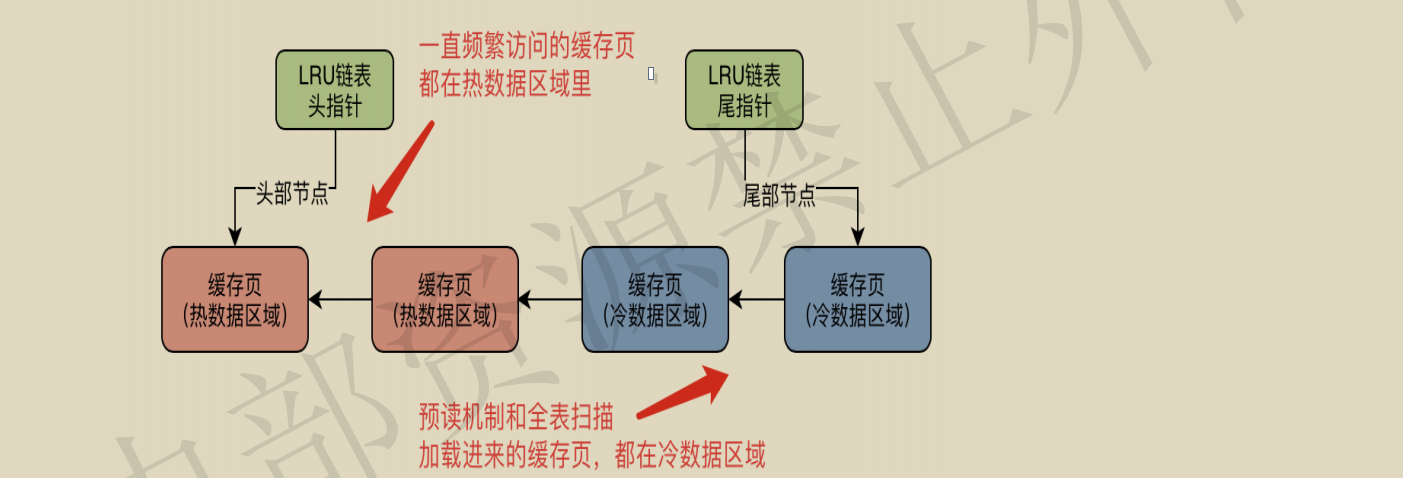 一直频繁访问的缓存页
都在热数据区域里
LRU链表
头指针
LRU链表
尾指针
头部节点
尾部节点
缓存页
(热数据区域)
缓存页
(热数据区域)
缓存页
(冷数据区域)
缓存页
(冷数据区域)
预读机制和全表扫描
加载进来的缓存页，都在冷数据区域
内部资源禁止外